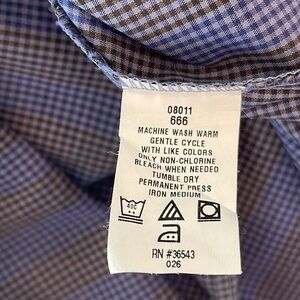 08011
666
MACHINE WASH WARM
GENTLE CYCLE
WITH LIKE COLORS
ONLY NON-CHLORINE
BLEACH WHEN NEEDED
TUMBLE DRY
PERMANENT PRESS
IRON MEDIUM
40C
RN #36543
026